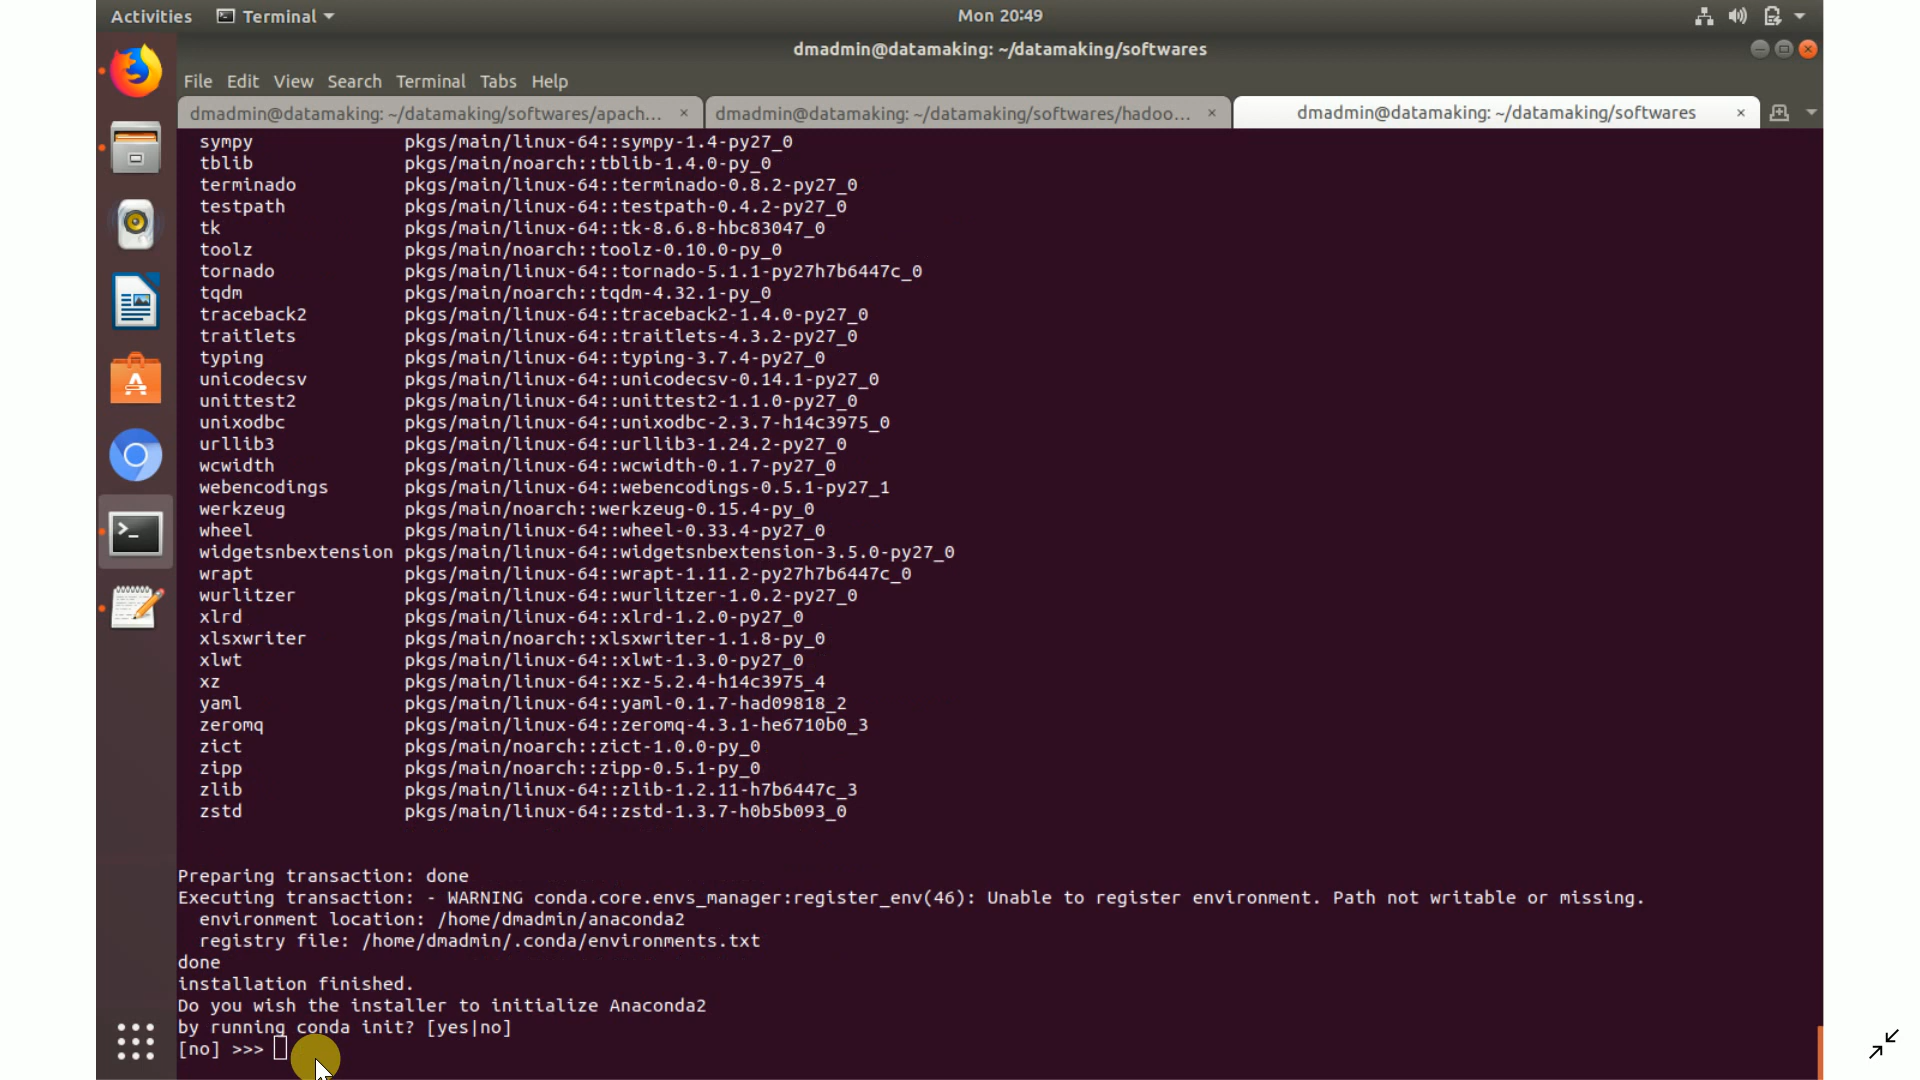 Activities Terminal Mon 20:49
dmadmin@datamaking: ~/datamaking/softwares
File Edit View Search Terminal Tabs Help
dmadmin@datamaking: ~/datamaking/softwares/apach... × dmadmin@datamaking: ~/datamaking/softwares/hadoo... × dmadmin@datamaking: ~/datamaking/softwares ×
sympy pkgs/main/linux-64::sympy-1.4-py27_0
tblib pkgs/main/noarch::tblib-1.4.0-py_0
terminado pkgs/main/linux-64::terminado-0.8.2-py27_0
testpath pkgs/main/linux-64::testpath-0.4.2-py27_0
tk pkgs/main/linux-64::tk-8.6.8-hbc83047_0
toolz pkgs/main/noarch::toolz-0.10.0-py_0
tornado pkgs/main/linux-64::tornado-5.1.1-py27h7b6447c_0
tqdm pkgs/main/noarch::tqdm-4.32.1-py_0
traceback2 pkgs/main/linux-64::traceback2-1.4.0-py27_0
traitlets pkgs/main/linux-64::traitlets-4.3.2-py27_0
typing pkgs/main/linux-64::typing-3.7.4-py27_0
unicodecsv pkgs/main/linux-64::unicodecsv-0.14.1-py27_0
unittest2 pkgs/main/linux-64::unittest2-1.1.0-py27_0
unixodbc pkgs/main/linux-64::unixodbc-2.3.7-h14c3975_0
urllib3 pkgs/main/linux-64::urllib3-1.24.2-py27_0
wcwidth pkgs/main/linux-64::wcwidth-0.1.7-py27_0
webencodings pkgs/main/linux-64::webencodings-0.5.1-py27_1
werkzeug pkgs/main/noarch::werkzeug-0.15.4-py_0
wheel pkgs/main/linux-64::wheel-0.33.4-py27_0
widgetsnbextension pkgs/main/linux-64::widgetsnbextension-3.5.0-py27_0
wrapt pkgs/main/linux-64::wrapt-1.11.2-py27h7b6447c_0
wurlitzer pkgs/main/linux-64::wurlitzer-1.0.2-py27_0
xlrd pkgs/main/linux-64::xlrd-1.2.0-py27_0
xlsxwriter pkgs/main/noarch::xlsxwriter-1.1.8-py_0
xlwt pkgs/main/linux-64::xlwt-1.3.0-py27_0
xz pkgs/main/linux-64::xz-5.2.4-h14c3975_4
yaml pkgs/main/linux-64::yaml-0.1.7-had09818_2
zeromq pkgs/main/linux-64::zeromq-4.3.1-he6710b0_3
zict pkgs/main/noarch::zict-1.0.0-py_0
zipp pkgs/main/noarch::zipp-0.5.1-py_0
zlib pkgs/main/linux-64::zlib-1.2.11-h7b6447c_3
zstd pkgs/main/linux-64::zstd-1.3.7-h0b5b093_0
Preparing transaction: done
Executing transaction: - WARNING conda.core.envs_manager:register_env(46): Unable to register environment. Path not writable or missing.
environment location: /home/dmadmin/anaconda2
registry file: /home/dmadmin/.conda/environments.txt
done
installation finished.
Do you wish the installer to initialize Anaconda2
by running conda init? [yes|no]
[no] >>>